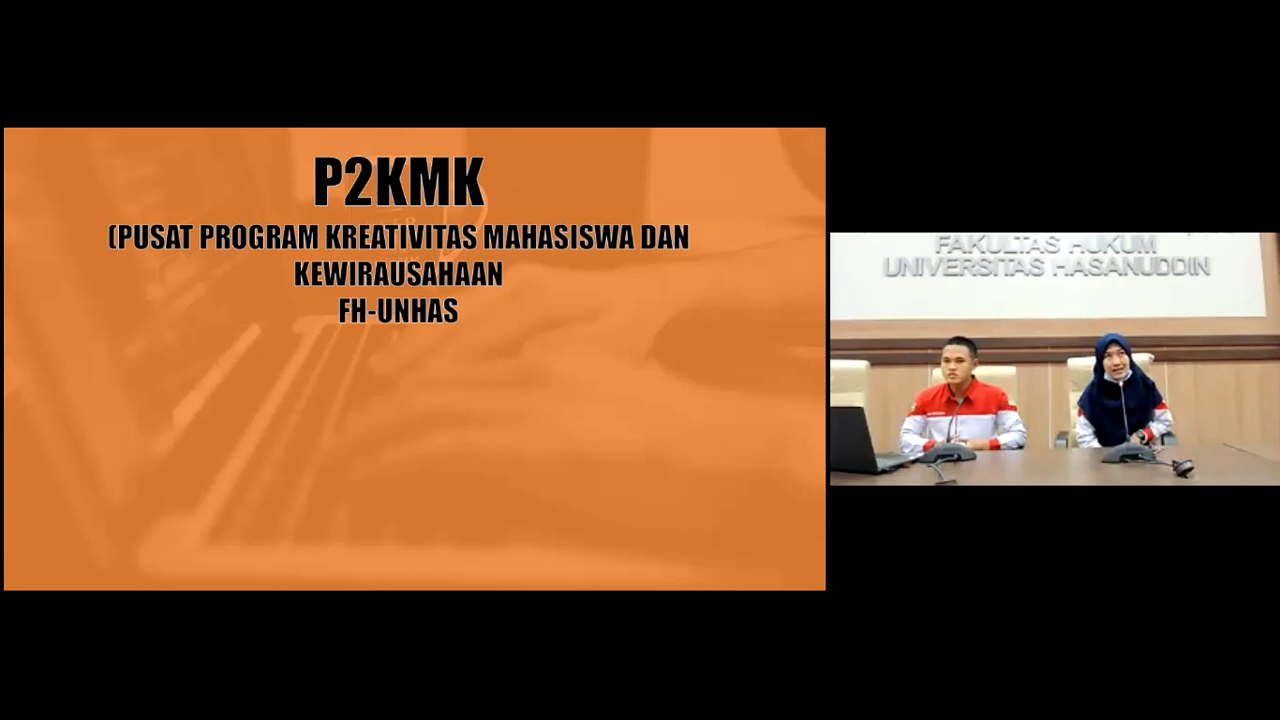 P2KMK
(PUSAT PROGRAM KREATIVITAS MAHASISWA DAN
KEWIRAUSAHAAN
FH-UNHAS
FAKULTAS HUKUM
UNIVERSITAS HASANUDDIN